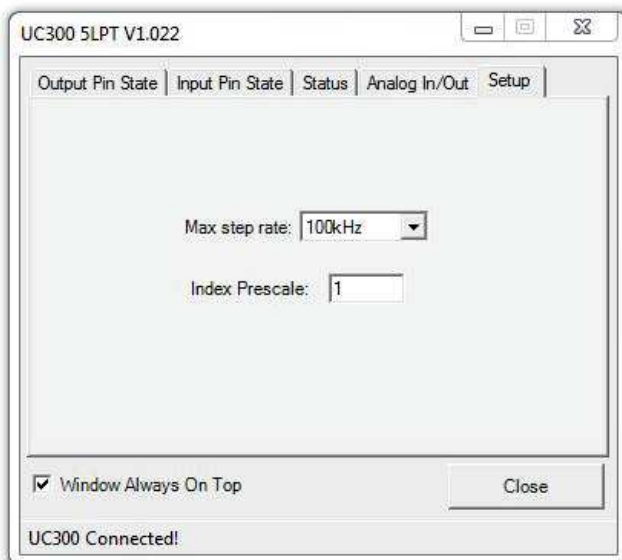 UC300 5LPT V1.022
Output Pin State Input Pin State Status Analog In/Out Setup
Max step rate: 100kHz
Index Prescale: 1
Window Always On Top Close
UC300 Connected!